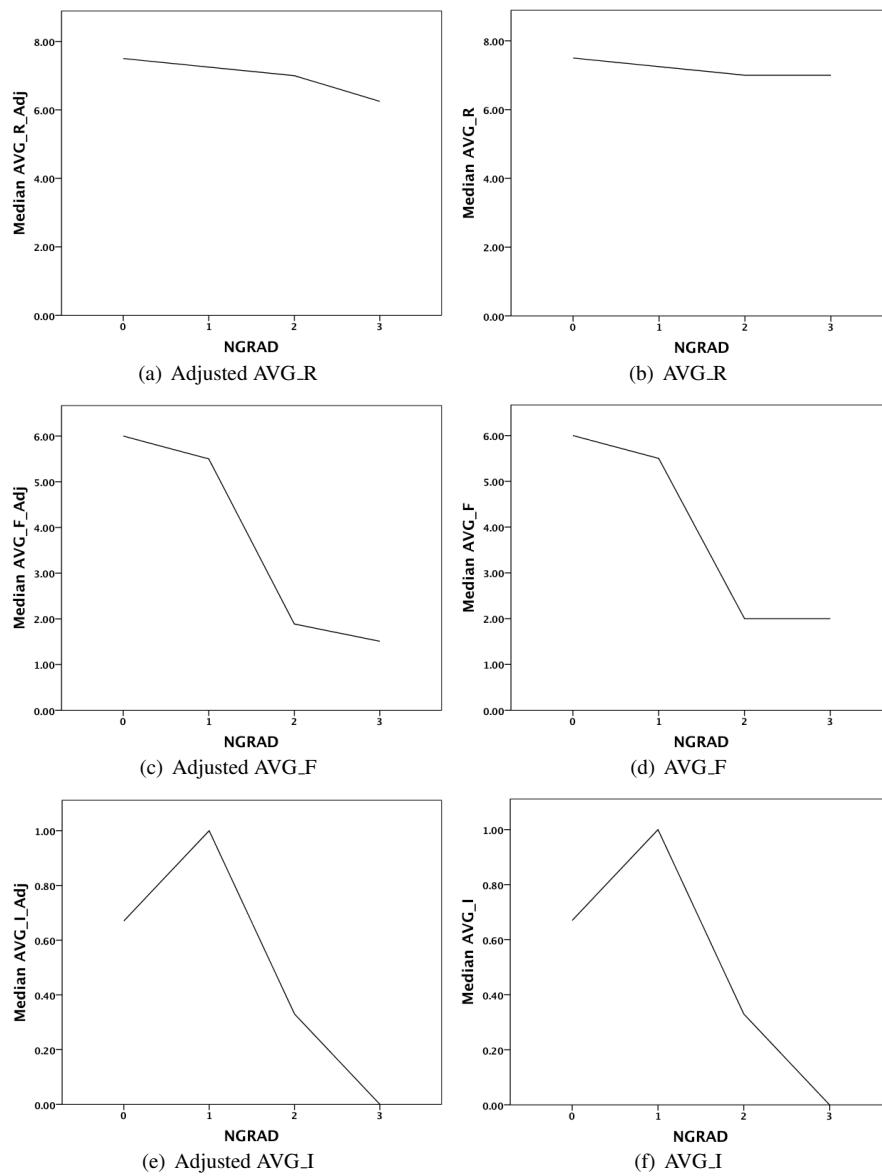 Median AVG_R_Adj
8.00
6.00
4.00
2.00
0.00
0 1 2 3
NGRAD
(a) Adjusted AVG_R
Median AVG_R
8.00
6.00
4.00
2.00
0.00
0 1 2 3
NGRAD
(b) AVG_R
Median AVG_F_Adj
6.00
5.00
4.00
3.00
2.00
1.00
0.00
0 1 2 3
NGRAD
(c) Adjusted AVG_F
Median AVG_F
6.00
5.00
4.00
3.00
2.00
1.00
0.00
0 1 2 3
NGRAD
(d) AVG_F
Median AVG_I_Adj
1.00
0.80
0.60
0.40
0.20
0.00
0 1 2 3
NGRAD
(e) Adjusted AVG_I
Median AVG_I
1.00
0.80
0.60
0.40
0.20
0.00
0 1 2 3
NGRAD
(f) AVG_I